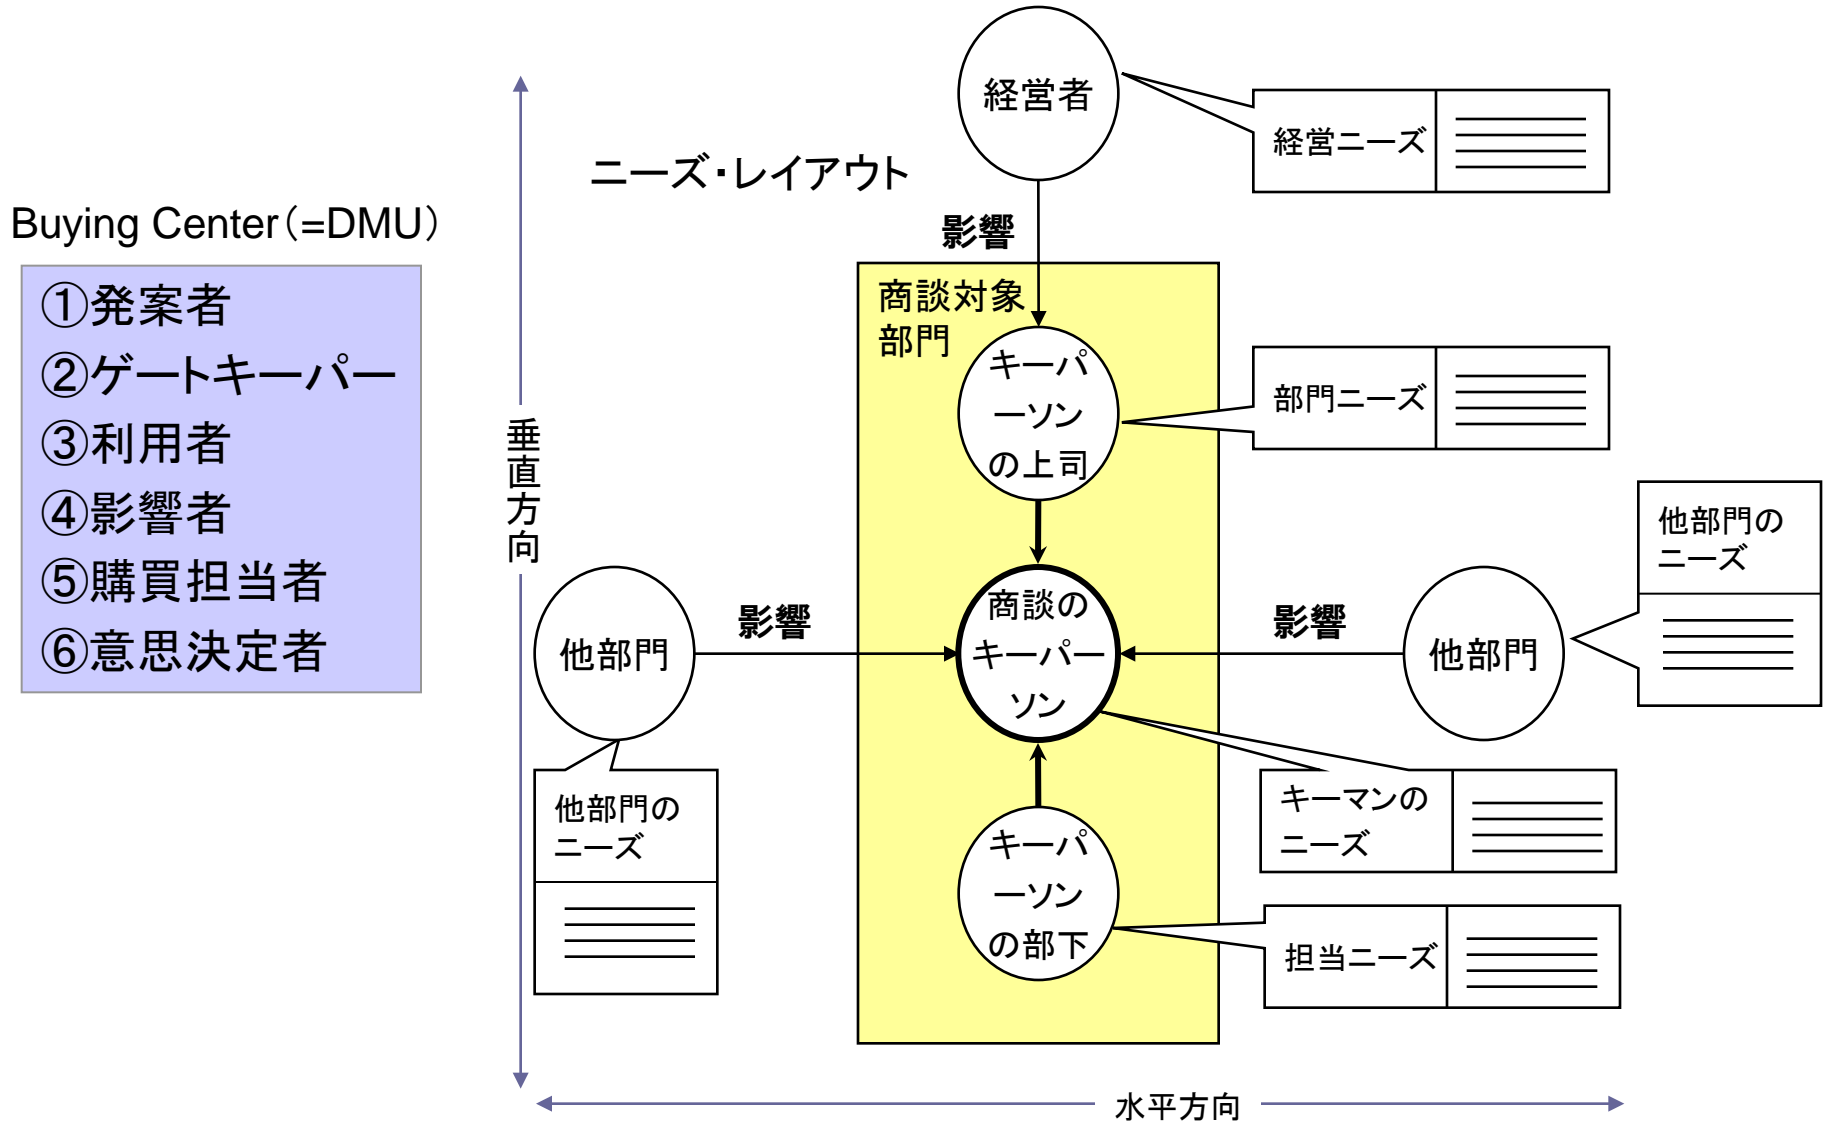 Buying Center（=DMU）
①発案者
②ゲートキーパー
③利用者
④影響者
⑤購買担当者
⑥意思決定者
ニーズ・レイアウト
垂直方向
経営者
経営ニーズ
影響
商談対象
部門
キーパ
ーソン
の上司
部門ニーズ
他部門
影響
商談の
キーパー
ソン
影響
他部門
他部門の
ニーズ
他部門の
ニーズ
キーマンの
ニーズ
キーパ
ーソン
の部下
担当ニーズ
水平方向